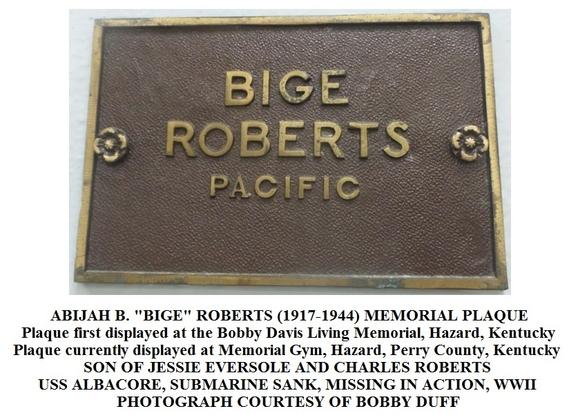 BIGE
ROBERTS
PACIFIC
ABIJAH B. "BIGE" ROBERTS (1917-1944) MEMORIAL PLAQUE
Plaque first displayed at the Bobby Davis Living Memorial, Hazard, Kentucky
Plaque currently displayed at Memorial Gym, Hazard, Perry County, Kentucky
SON OF JESSIE EVERSOLE AND CHARLES ROBERTS
USS ALBACORE, SUBMARINE SANK, MISSING IN ACTION, WWII
PHOTOGRAPH COURTESY OF BOBBY DUFF